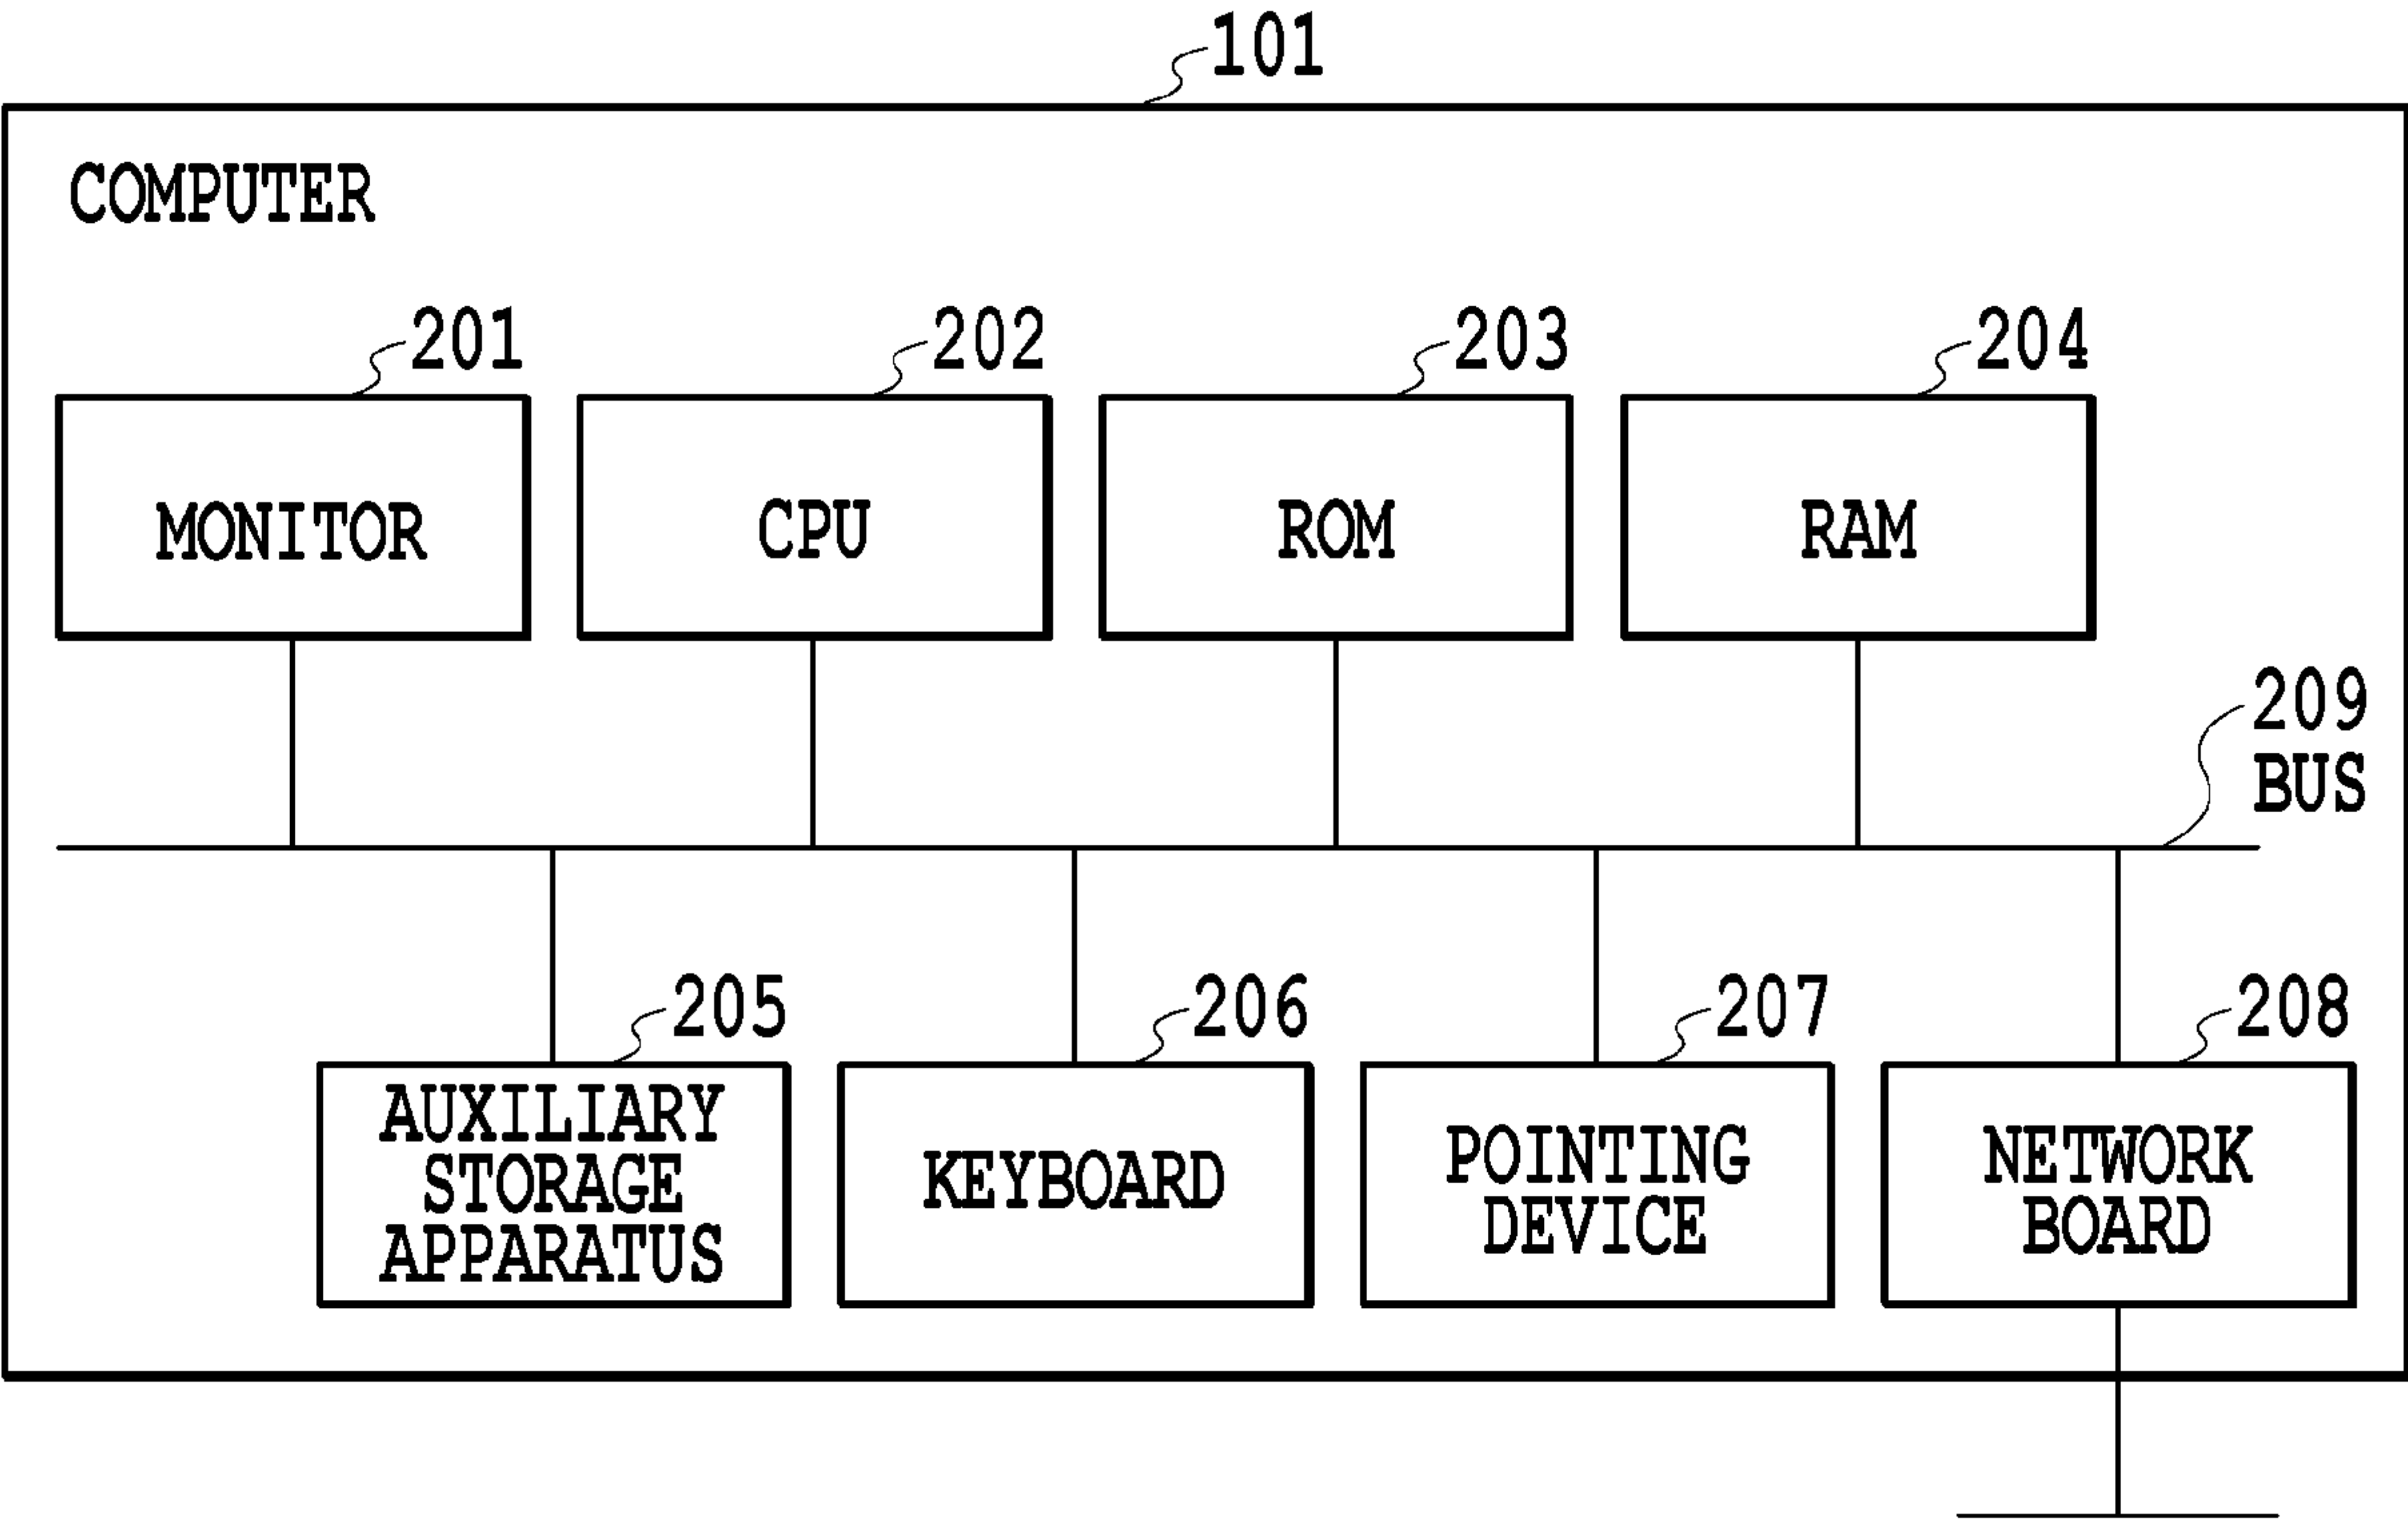 101
COMPUTER
201
202
203
204
MONITOR
CPU
ROM
RAM
209
BUS
205
206
207
208
AUXILIARY
STORAGE
APPARATUS
KEYBOARD
POINTING
DEVICE
NETWORK
BOARD